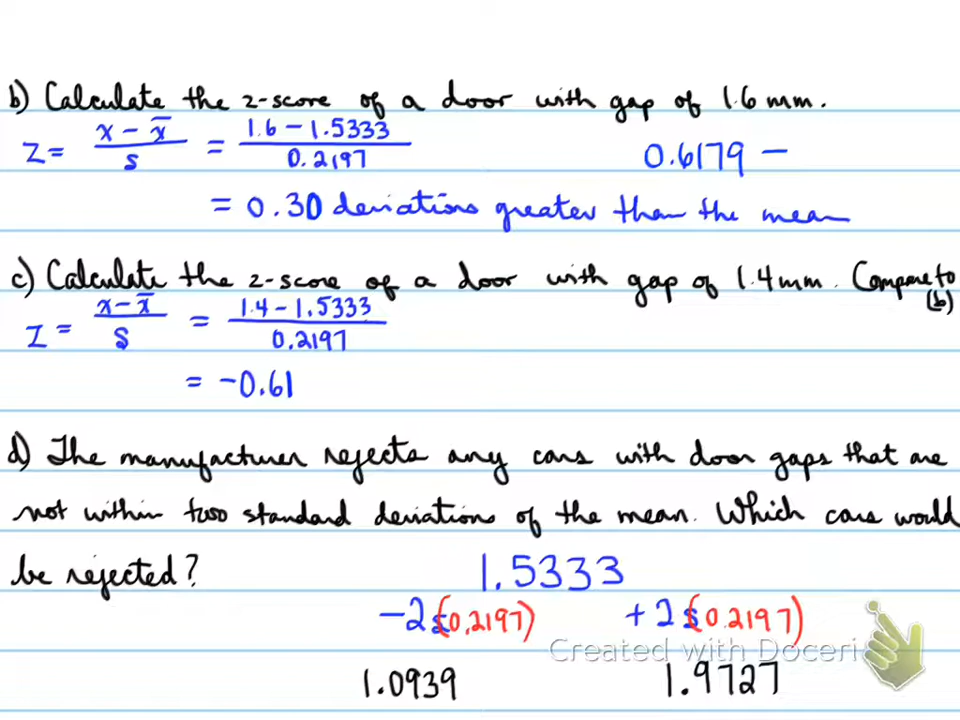 b) Calculate the z-score of a door with gap of 1.6 mm.
z = (x - x̄)/s = (1.6 - 1.5333)/0.2197    0.6179 -
= 0.30 deviations greater than the mean
c) Calculate the z-score of a door with gap of 1.4 mm. Compare to (b)
z = (x - x̄)/s = (1.4 - 1.5333)/0.2197
= -0.61
d) The manufacturer rejects any cars with door gaps that are
not within two standard deviations of the mean. Which cars would
be rejected?    1.5333
-2s(0.2197)    +2s(0.2197)
Created with Doceri
1.0939    1.9727